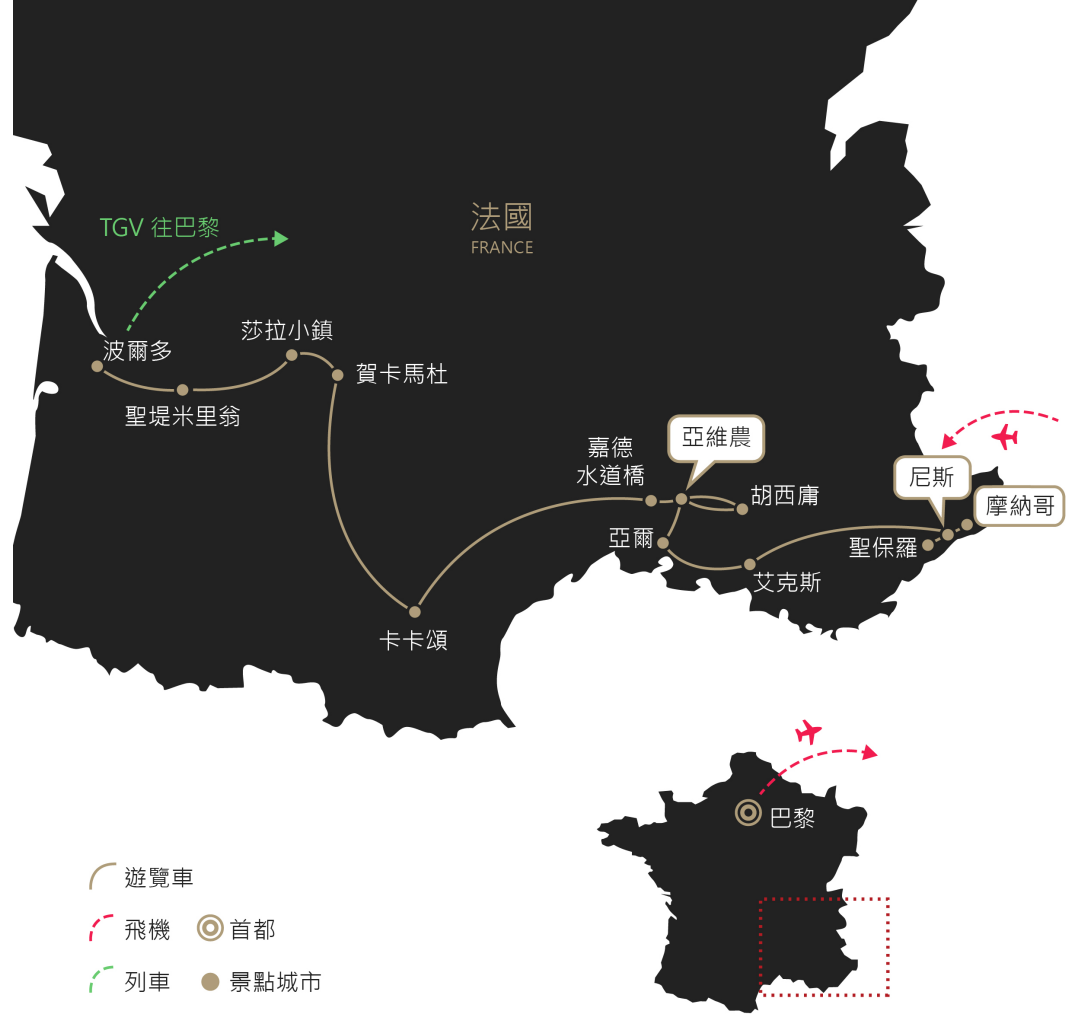 法國
FRANCE
TGV 往巴黎
莎拉小鎮
波爾多
賀卡馬杜
聖堤米里翁
亞維農
嘉德
水道橋
尼斯
胡西庸
摩納哥
亞爾
聖保羅
艾克斯
卡卡頌
巴黎
遊覽車
飛機
首都
列車
景點城市